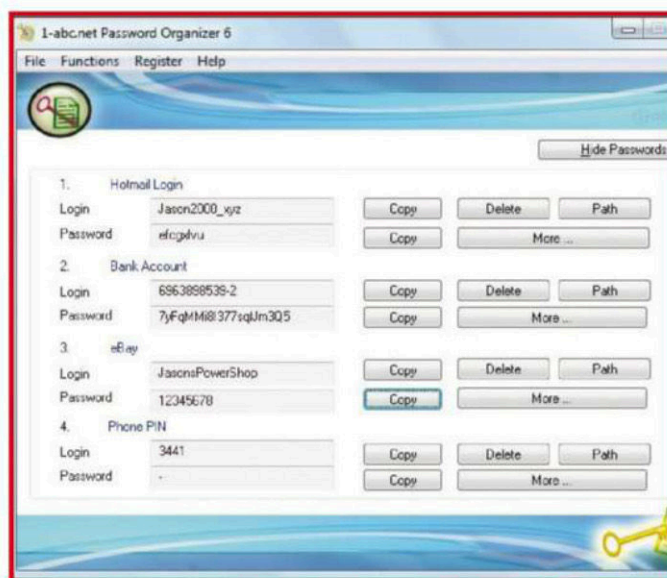 1-abc.net Password Organizer 6
File Functions Register Help
Hide Passwords
1. Hotmail Login
Login Jason2000_xyz Copy Delete Path
Password Copy More ...
2. Bank Account
Login 6963898539-2 Copy Delete Path
Password Copy More ...
3. eBay
Login JasonsPowerShop Copy Delete Path
Password 12345678 Copy More ...
4. Phone PIN
Login 3441 Copy Delete Path
Password - Copy More ...